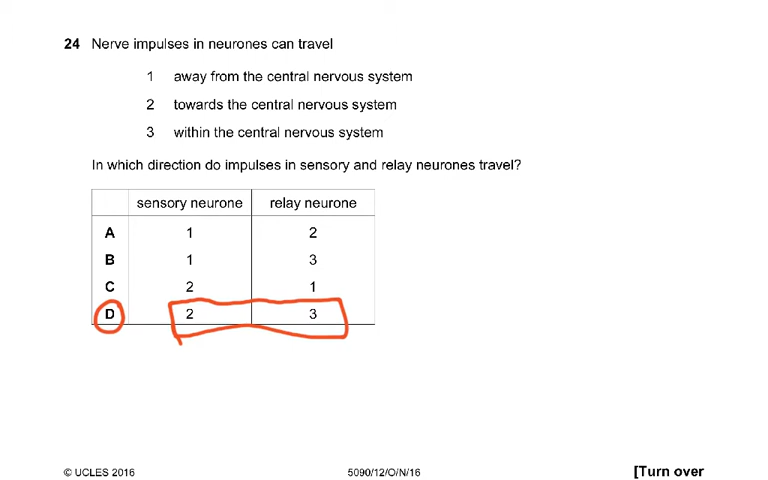 24 Nerve impulses in neurones can travel
1 away from the central nervous system
2 towards the central nervous system
3 within the central nervous system
In which direction do impulses in sensory and relay neurones travel?
sensory neurone relay neurone
A 1 2
B 1 3
C 2 1
D 2 3
© UCLES 2016 5090/12/O/N/16 [Turn over